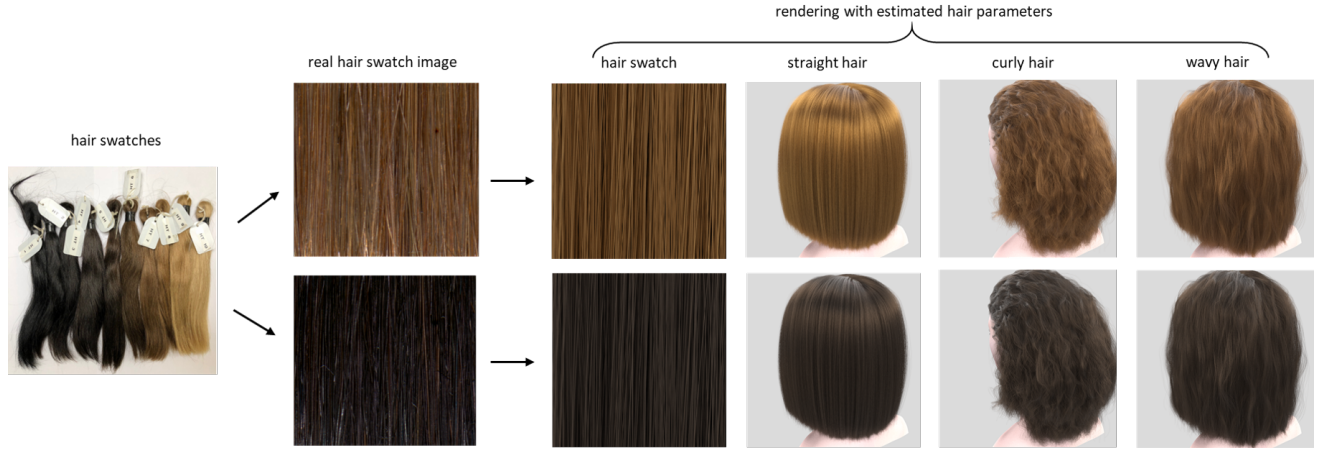 rendering with estimated hair parameters
real hair swatch image
hair swatch
straight hair
curly hair
wavy hair
hair swatches